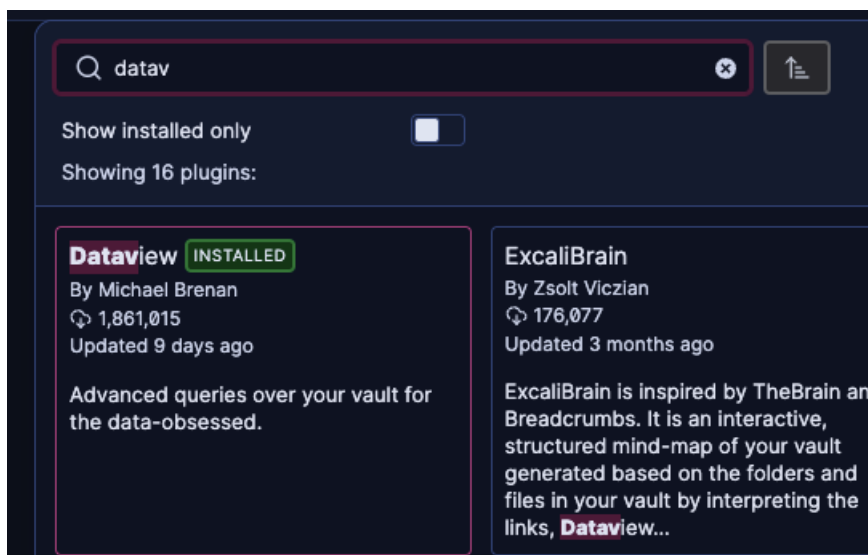 datav
Show installed only
Showing 16 plugins:
Dataview INSTALLED
By Michael Brenan
1,861,015
Updated 9 days ago
Advanced queries over your vault for
the data-obsessed.
ExcaliBrain
By Zsolt Viczian
176,077
Updated 3 months ago
ExcaliBrain is inspired by TheBrain an
Breadcrumbs. It is an interactive,
structured mind-map of your vault
generated based on the folders and
files in your vault by interpreting the
links, Dataview...